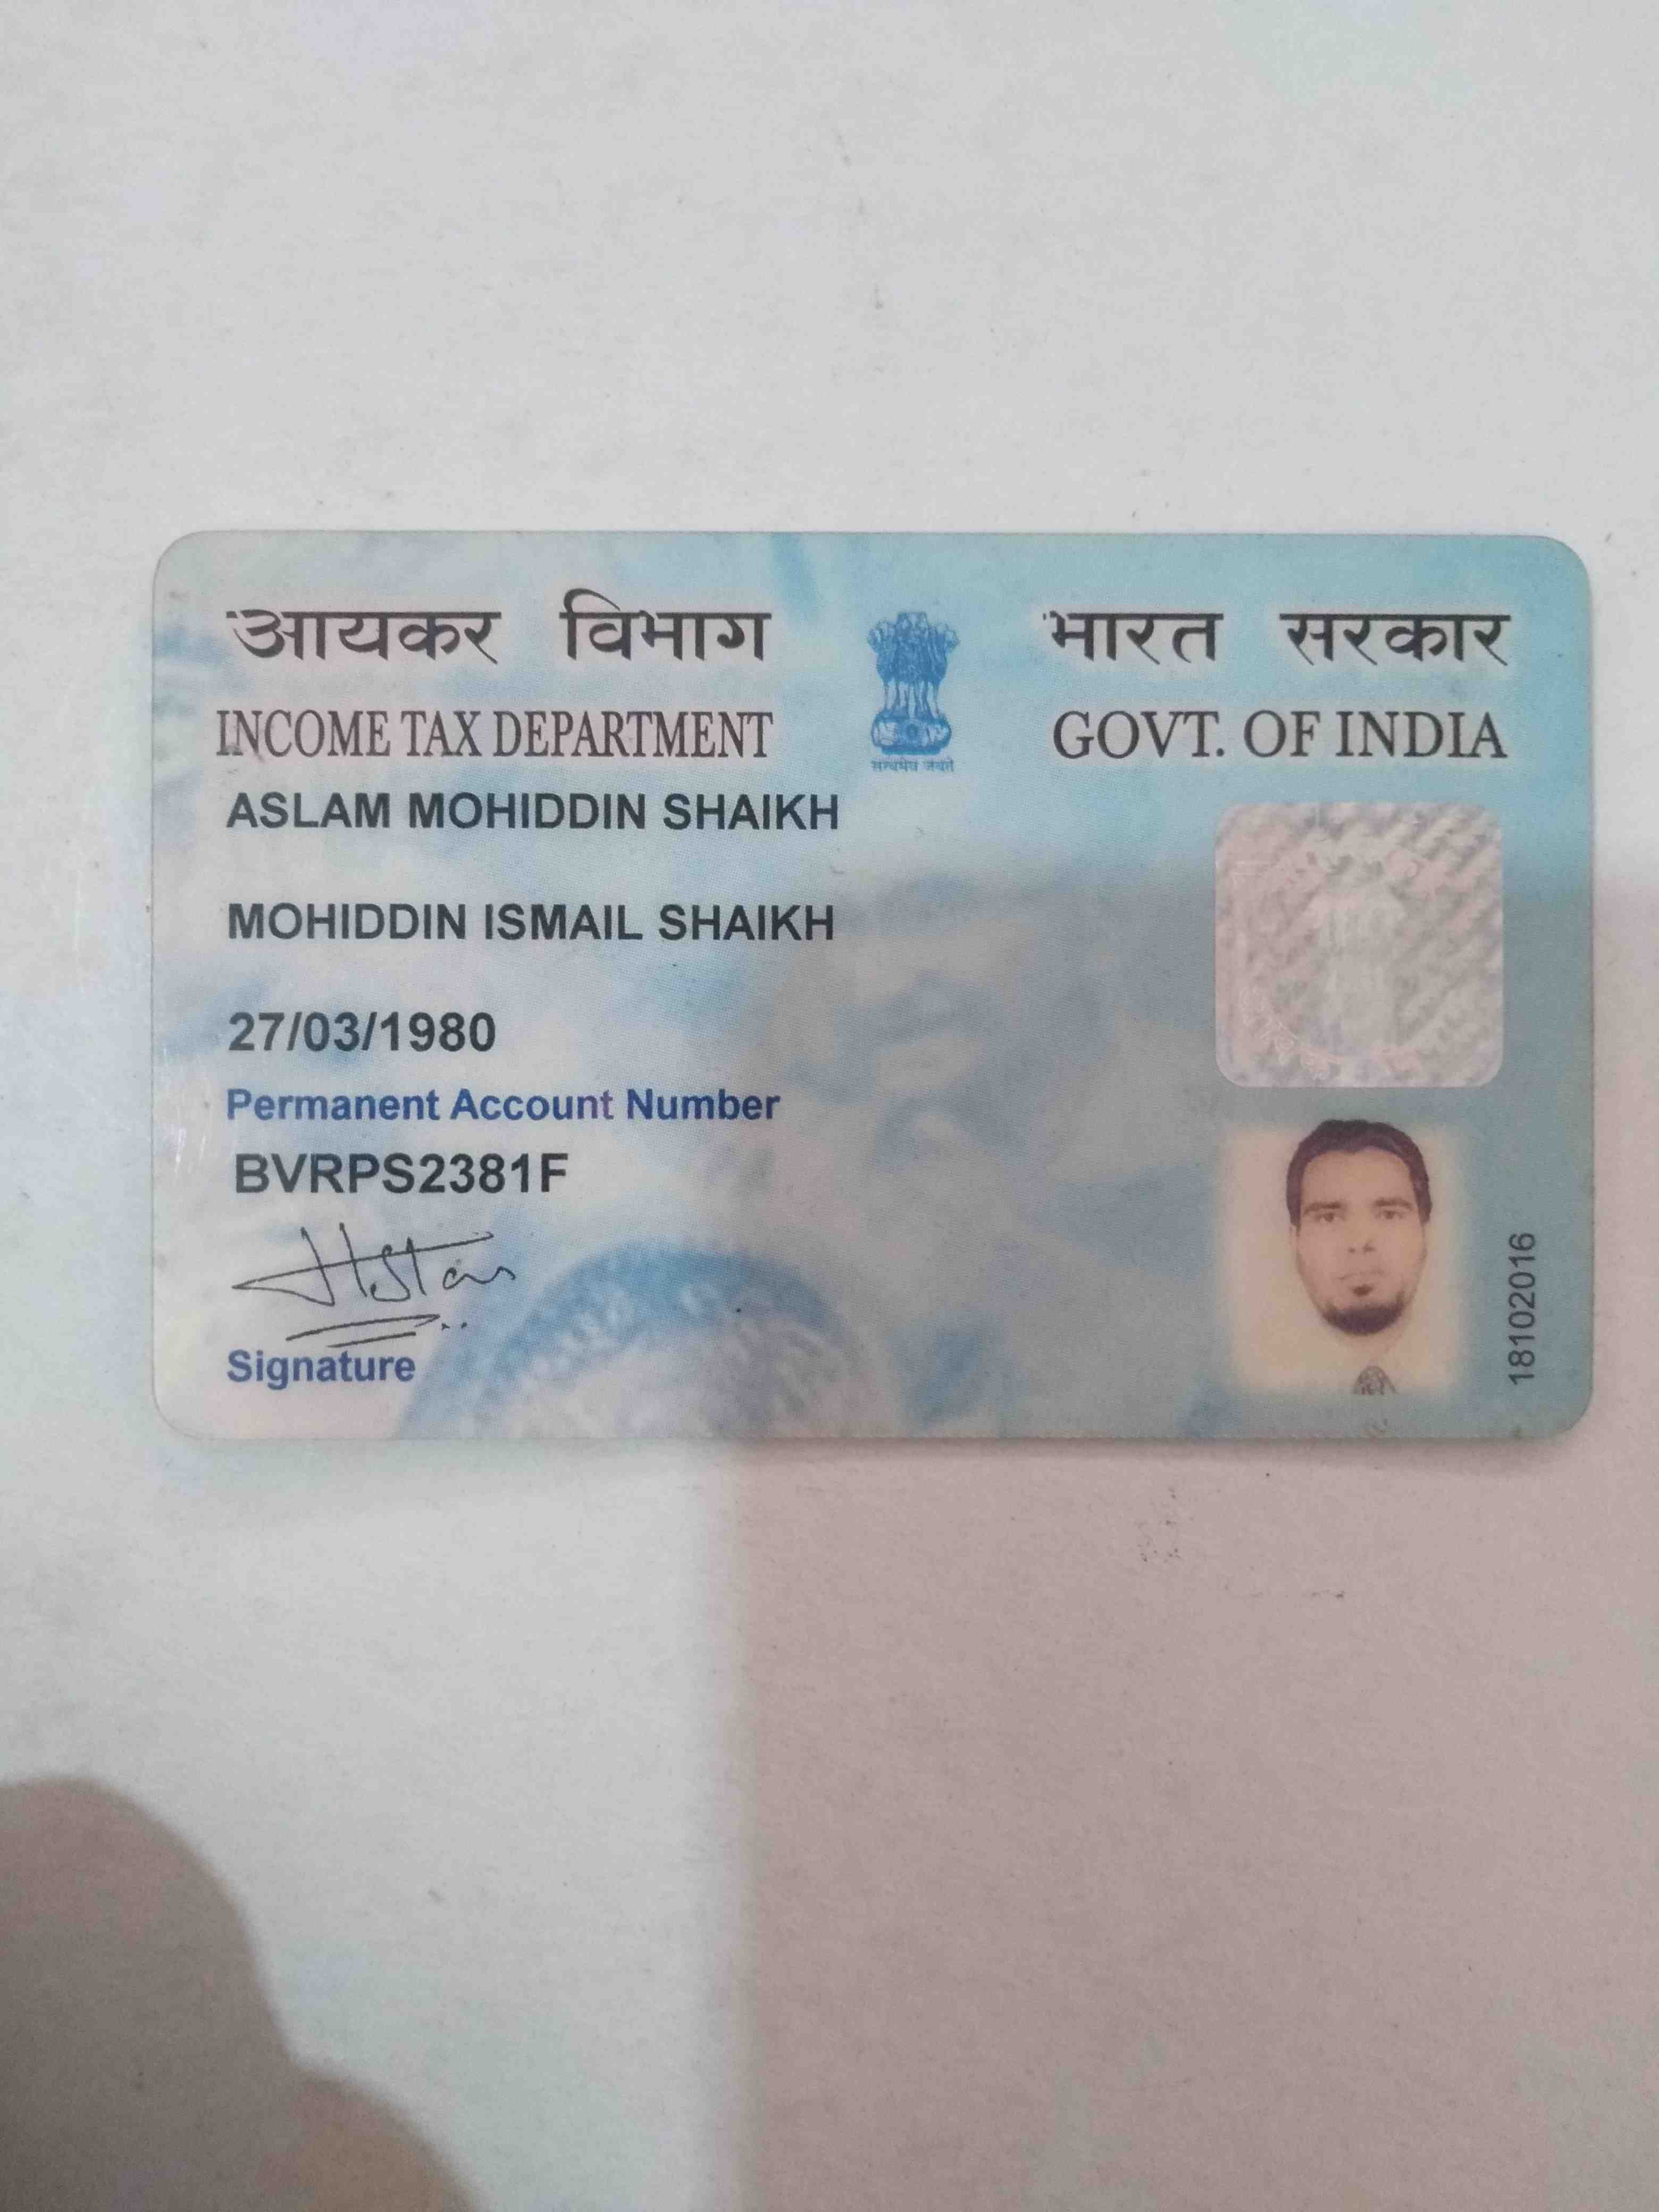 आयकर विभाग
भारत सरकार
INCOME TAX DEPARTMENT
GOVT. OF INDIA
सत्यमेव जयते
ASLAM MOHIDDIN SHAIKH
MOHIDDIN ISMAIL SHAIKH
27/03/1980
Permanent Account Number
BVRPS2381F
Signature
18102016